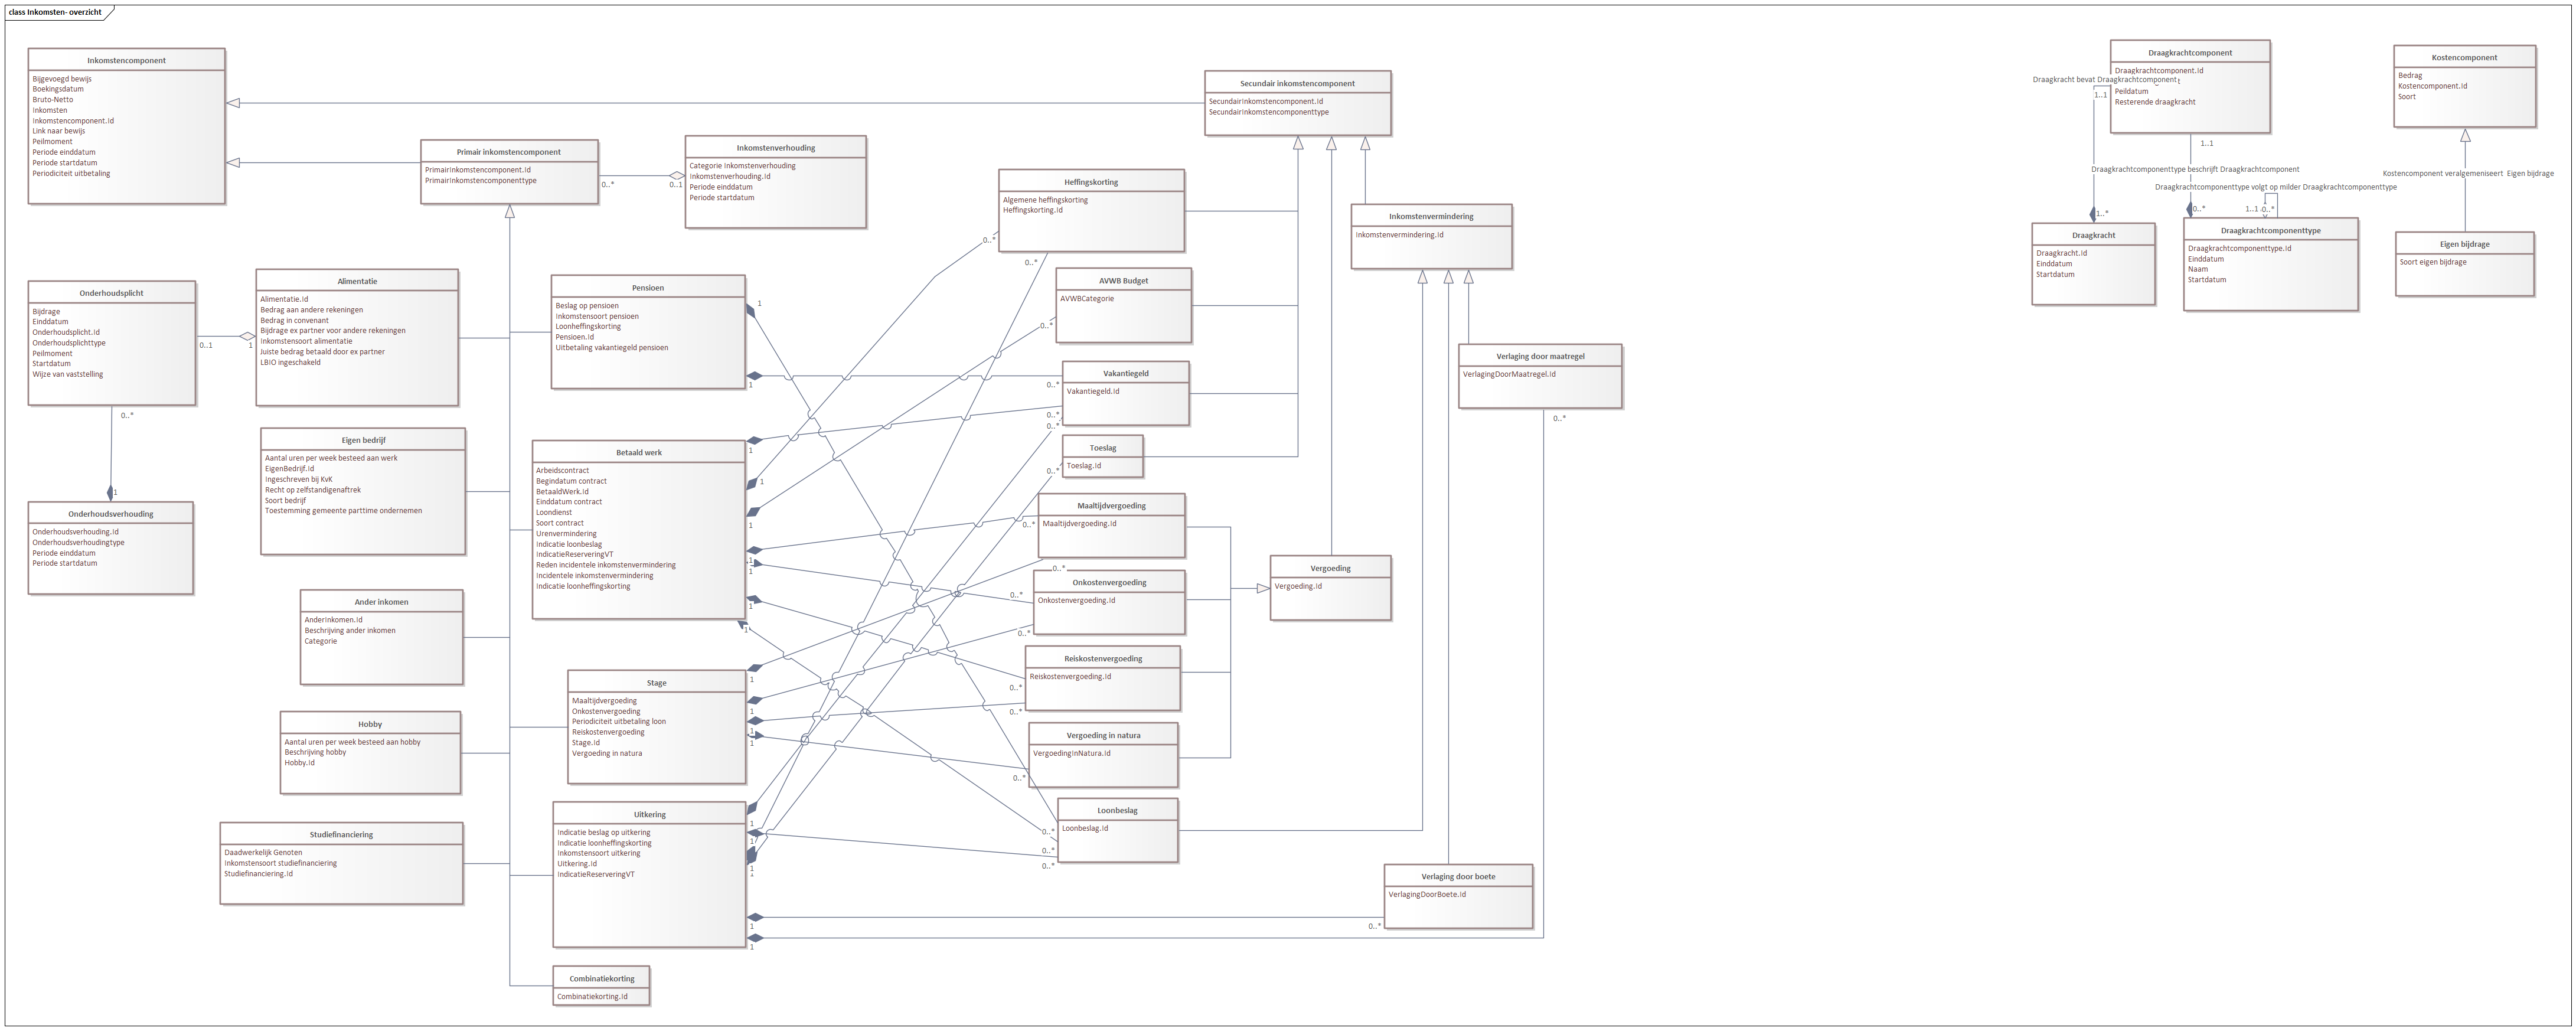 class Inkomsten- overzicht
Inkomstencomponent
Bijgevoegd bewijs
Boekingsdatum
Bruto-Netto
Inkomsten
Inkomstencomponent.Id
Link naar bewijs
Peilmoment
Periode einddatum
Periode startdatum
Periodiciteit uitbetaling
Primair inkomstencomponent
PrimairInkomstencomponent.Id
PrimairInkomstencomponenttype
0..*
0..1
Inkomstenverhouding
Categorie Inkomstenverhouding
Inkomstenverhouding.Id
Periode einddatum
Periode startdatum
Secundair inkomstencomponent
SecundairInkomstencomponent.Id
SecundairInkomstencomponenttype
Heffingskorting
Algemene heffingskorting
Heffingskorting.Id
0..*
0..*
Inkomstenvermindering
Inkomstenvermindering.Id
AVWB Budget
AVWBCategorie
0..*
Onderhoudsplicht
Bijdrage
Einddatum
Onderhoudsplicht.Id
Onderhoudsplichttype
Peilmoment
Startdatum
Wijze van vaststelling
0..1
1
0..*
1
Alimentatie
Alimentatie.Id
Bedrag aan andere rekeningen
Bedrag in convenant
Bijdrage ex partner voor andere rekeningen
Inkomstensoort alimentatie
Juiste bedrag betaald door ex partner
LBIO ingeschakeld
Pensioen
Beslag op pensioen
Inkomstensoort pensioen
Loonheffingskorting
Pensioen.Id
Uitbetaling vakantiegeld pensioen
1
1
Vakantiegeld
Vakantiegeld.Id
0..*
0..*
0..*
Verlaging door maatregel
VerlagingDoorMaatregel.Id
0..*
Eigen bedrijf
Aantal uren per week besteed aan werk
EigenBedrijf.Id
Ingeschreven bij KvK
Recht op zelfstandigenaftrek
Soort bedrijf
Toestemming gemeente parttime ondernemen
Betaald werk
Arbeidscontract
Begindatum contract
BetaaldWerk.Id
Einddatum contract
Loondienst
Soort contract
Urenvermindering
Indicatie loonbeslag
IndicatieReserveringVT
Reden incidentele inkomstenvermindering
Incidentele inkomstenvermindering
Indicatie loonheffingskorting
1
1
1
1
1
1
1
Toeslag
Toeslag.id
0..*
Maaltijdvergoeding
Maaltijdvergoeding.Id
0..*
0..*
Onderhoudsverhouding
Onderhoudsverhouding.Id
Onderhoudsverhoudingtype
Periode einddatum
Periode startdatum
Onkostenvergoeding
Onkostenvergoeding.Id
0..*
0..*
Vergoeding
Vergoeding.Id
Ander inkomen
AnderInkomen.Id
Beschrijving ander inkomen
Categorie
Reiskostenvergoeding
Reiskostenvergoeding.Id
0..*
0..*
Stage
Maaltijdvergoeding
Onkostenvergoeding
Periodiciteit uitbetaling loon
Reiskostenvergoeding
Stage.Id
Vergoeding in natura
1
1
1
1
Hobby
Aantal uren per week besteed aan hobby
Beschrijving hobby
Hobby.Id
Vergoeding in natura
VergoedingInNatura.Id
0..*
Uitkering
Indicatie beslag op uitkering
Indicatie loonheffingskorting
Inkomstensoort uitkering
Uitkering.Id
IndicatieReserveringVT
1
1
1
1
1
Loonbeslag
Loonbeslag.Id
0..*
0..*
0..*
Studiefinanciering
Daadwerkelijk Genoten
Inkomstensoort studiefinanciering
Studiefinanciering.Id
Verlaging door boete
VerlagingDoorBoete.Id
0..*
Combinatiekorting
Combinatiekorting.Id
Draagkrachtcomponent
Draagkrachtcomponent.Id
Draagkracht bevat Draagkrachtcomponent
Peildatum
Resterende draagkracht
1..1
1..1
Draagkrachtcomponenttype beschrijft Draagkrachtcomponent
Draagkrachtcomponenttype volgt op milder Draagkrachtcomponenttype
1..*
0..*
1..1
0..*
Draagkracht
Draagkracht.Id
Einddatum
Startdatum
Draagkrachtcomponenttype
Draagkrachtcomponenttype.Id
Einddatum
Naam
Startdatum
Kostencomponent
Bedrag
Kostencomponent.Id
Soort
Kostencomponent veralgemeniseert Eigen bijdrage
Eigen bijdrage
Soort eigen bijdrage